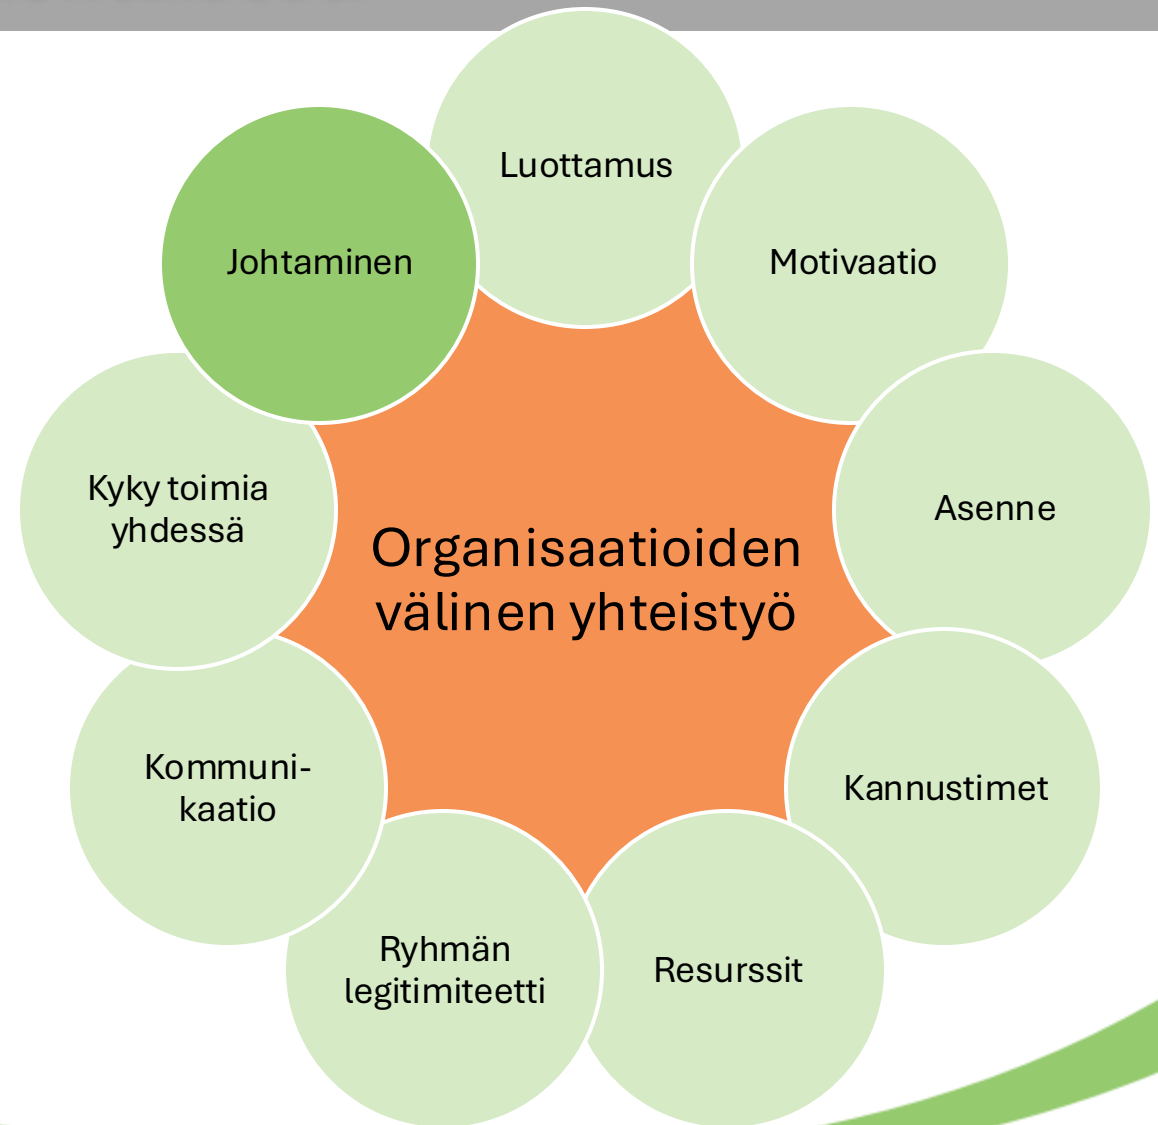 Luottamus
Johtaminen
Motivaatio
Kyky toimia
yhdessä
Asenne
Organisaatioiden
välinen yhteistyö
Kommuni-
kaatio
Kannustimet
Ryhmän
legitimiteetti
Resurssit